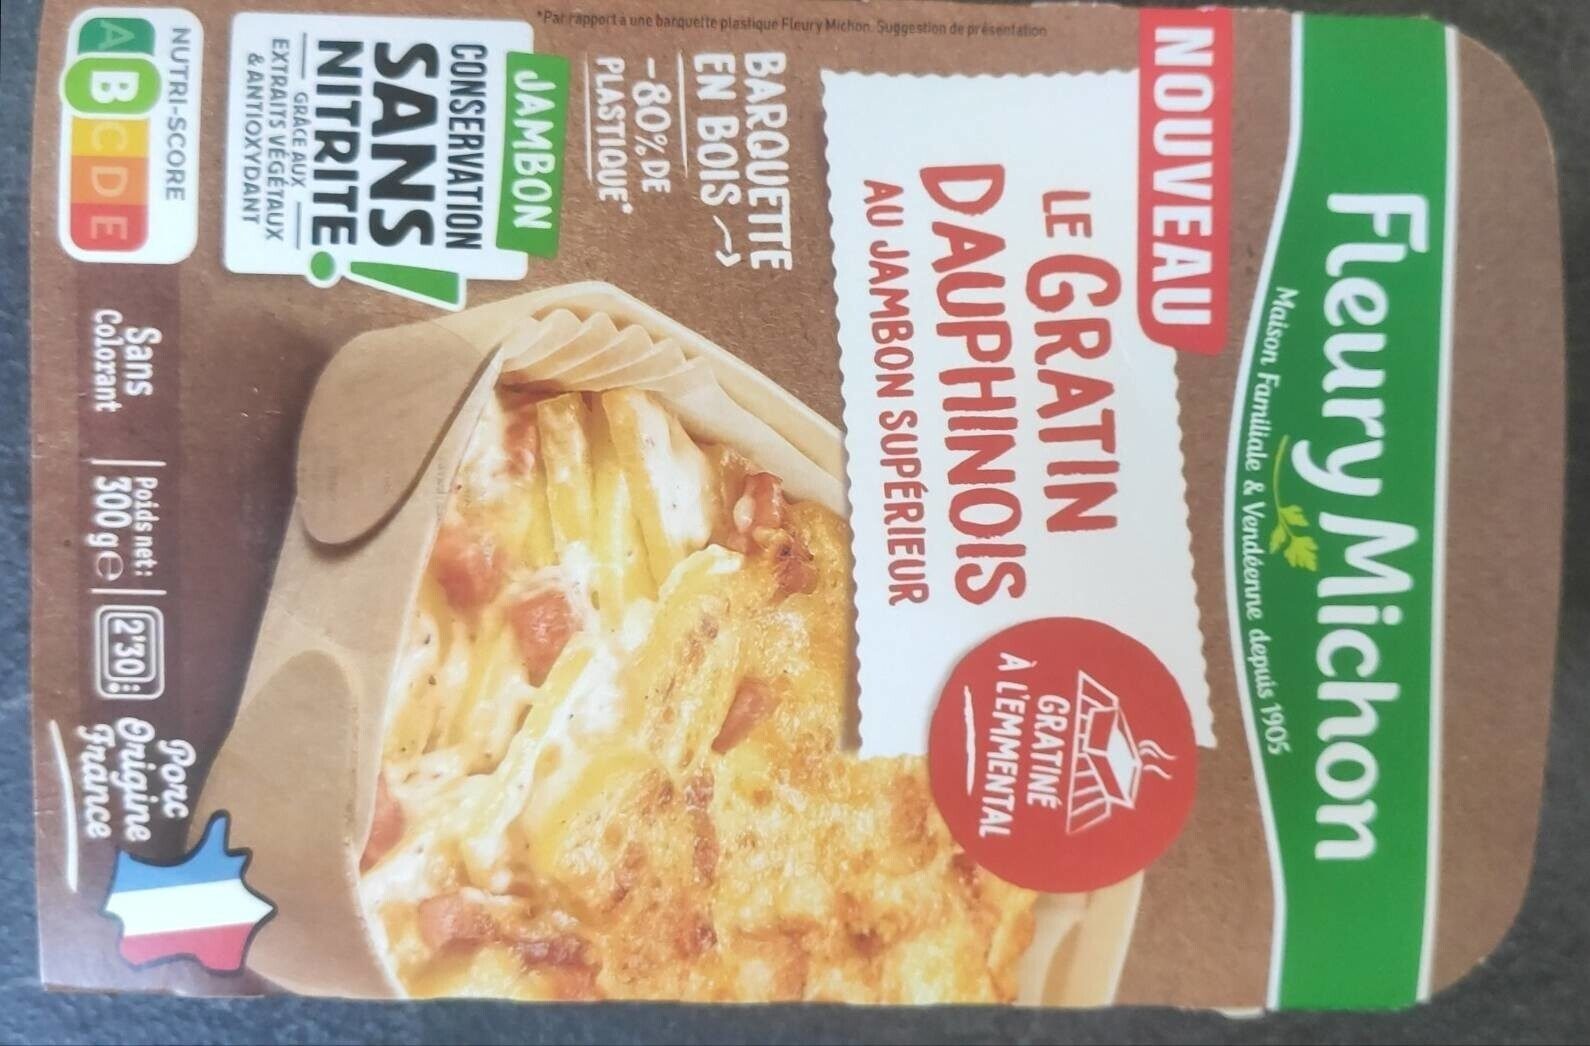 Fleury Michon
Maison Familiale & Vendéenne depuis 1905
NOUVEAU
LE GRATIN
DAUPHINOIS
AU JAMBON SUPÉRIEUR
GRATINÉ
À L'EMMENTAL
BARQUETTE
EN BOIS
-80% DE
PLASTIQUE*
JAMBON
CONSERVATION
SANS
NITRITE
GRÂCE AUX
EXTRAITS VÉGÉTAUX
& ANTIOXYDANT
NUTRI-SCORE
A B C D E
Sans
Colorant
Poids net:
300 g e
2'30
Porc
Origine
France
*Par rapport à une barquette plastique Fleury Michon. Suggestion de présentation